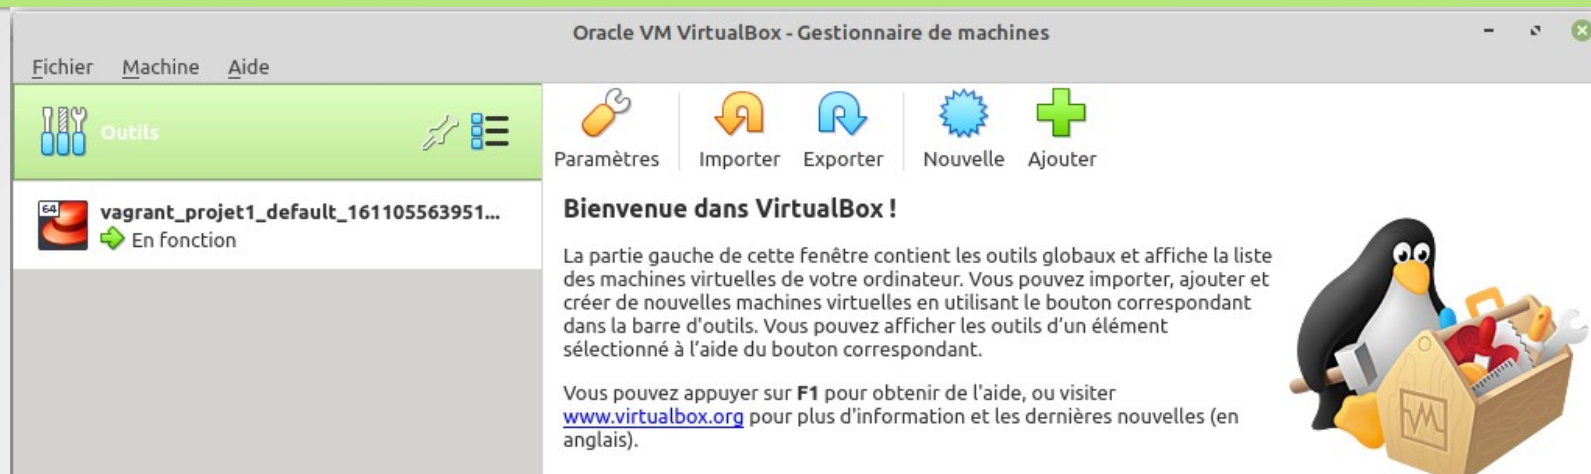 Oracle VM VirtualBox - Gestionnaire de machines
Fichier Machine Aide
Outils
Paramètres Importer Exporter Nouvelle Ajouter
64
vagrant_projet1_default_161105563951...
En fonction
Bienvenue dans VirtualBox !
La partie gauche de cette fenêtre contient les outils globaux et affiche la liste
des machines virtuelles de votre ordinateur. Vous pouvez importer, ajouter et
créer de nouvelles machines virtuelles en utilisant le bouton correspondant
dans la barre d'outils. Vous pouvez afficher les outils d’un élément
sélectionné à l’aide du bouton correspondant.
Vous pouvez appuyer sur F1 pour obtenir de l'aide, ou visiter
www.virtualbox.org pour plus d'information et les dernières nouvelles (en
anglais).